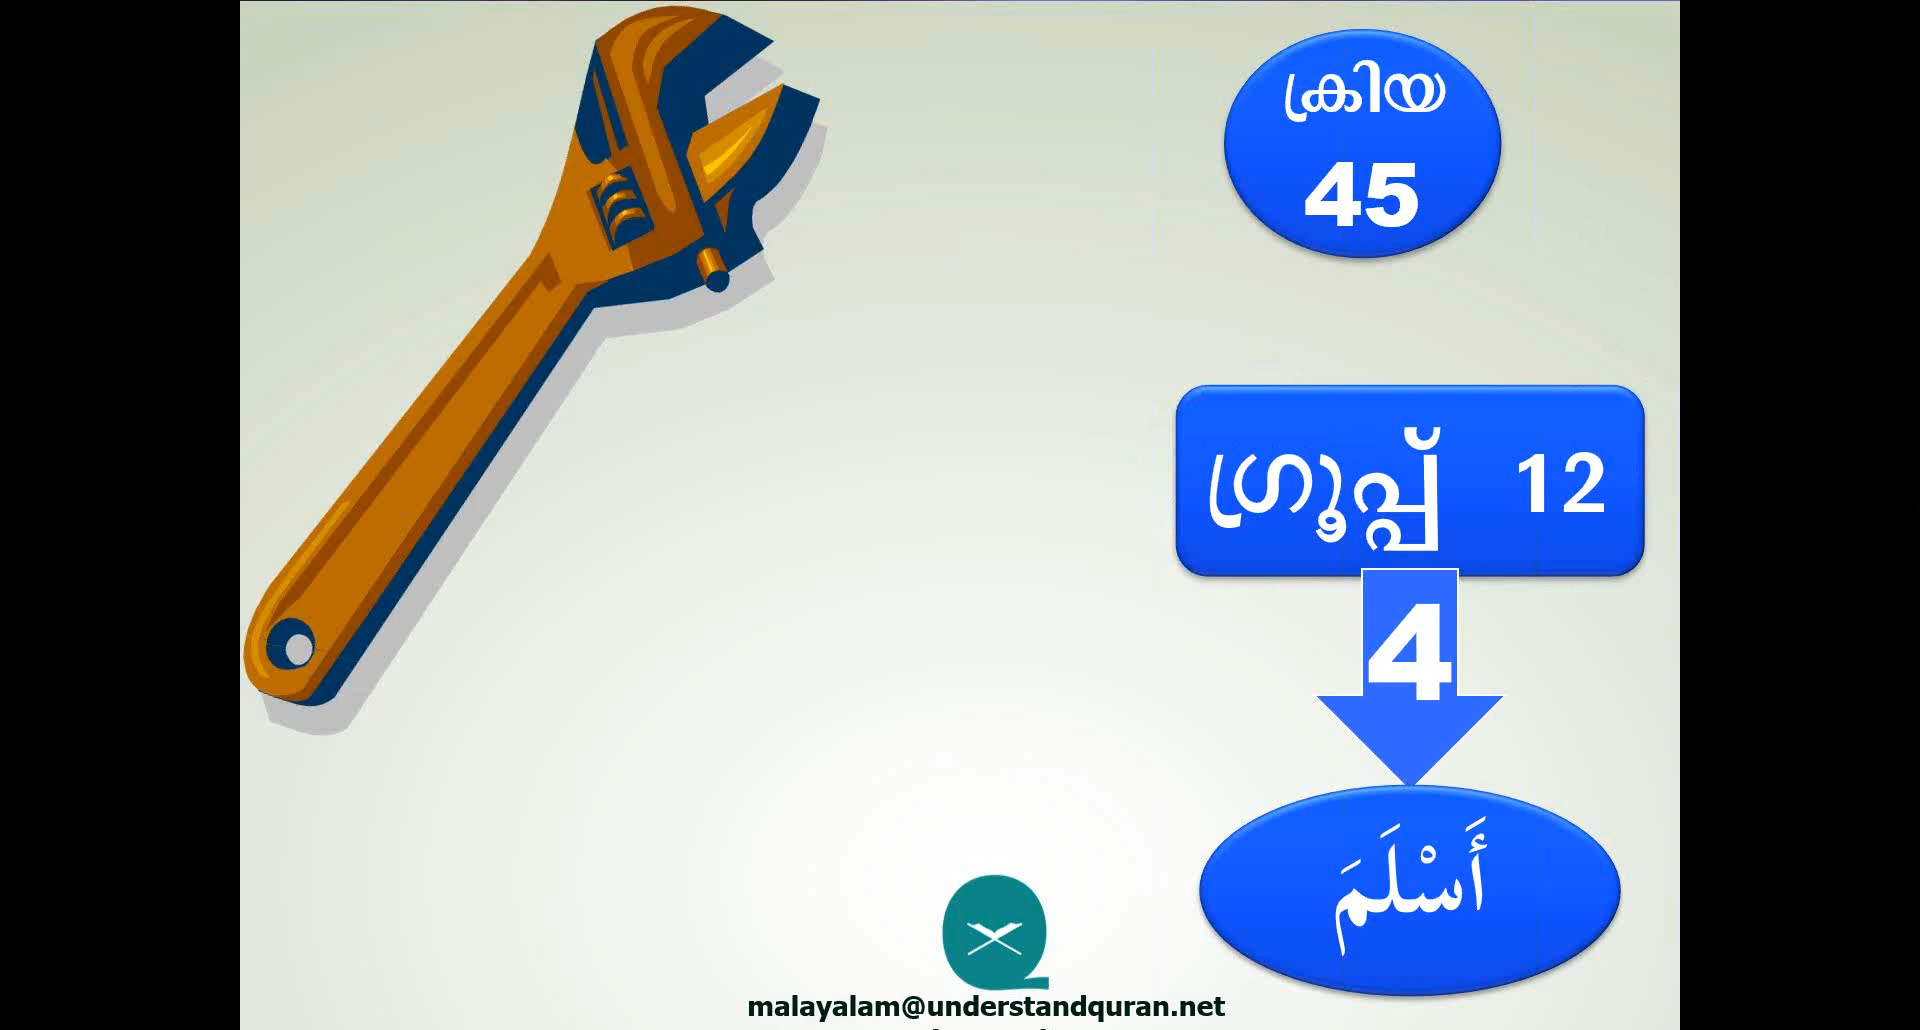 ക്രിയ
45
ഗ്രൂപ്പ് 12
4
أَسْلَمَ
malayalam@understandquran.net